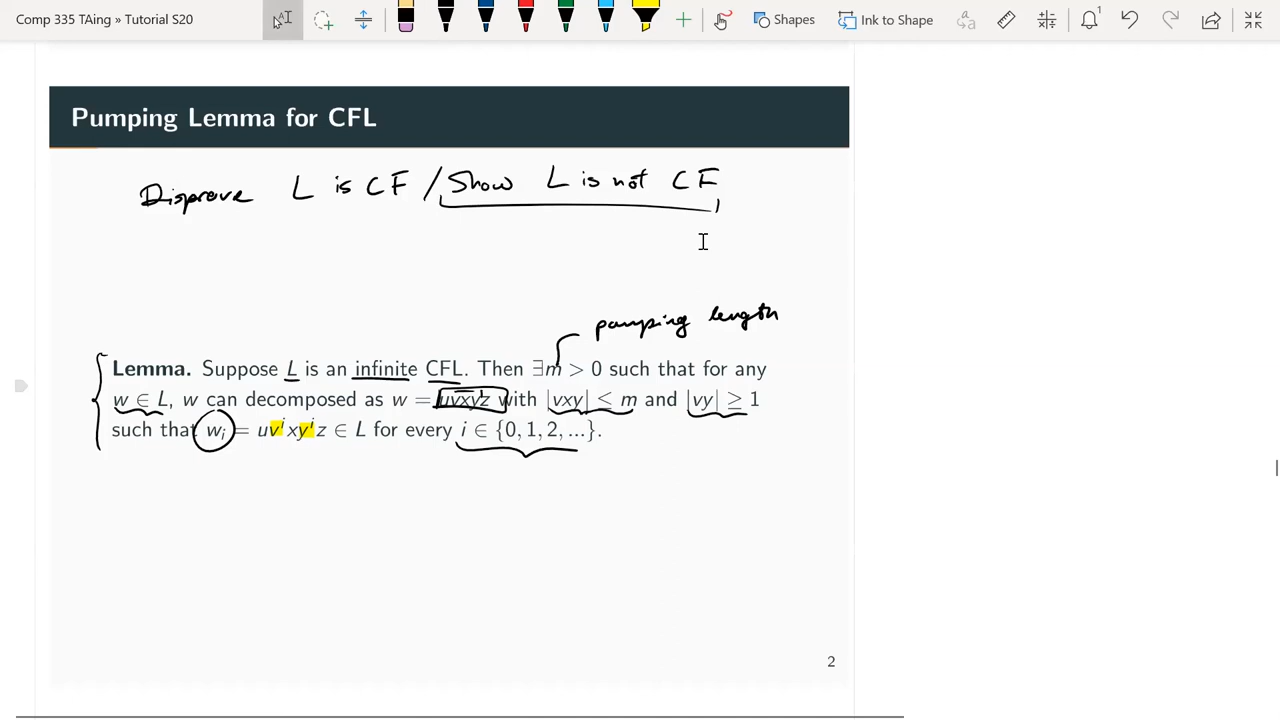 Comp 335 TAing » Tutorial S20
Shapes
Ink to Shape
Pumping Lemma for CFL
Disprove L is CF / Show L is not CF
pumping length
Lemma. Suppose L is an infinite CFL. Then ∃m > 0 such that for any
w ∈ L, w can decomposed as w = uvxyz with |vxy| ≤ m and |vy| ≥ 1
such that wᵢ = uvⁱxyⁱz ∈ L for every i ∈ {0, 1, 2, ...}.
2